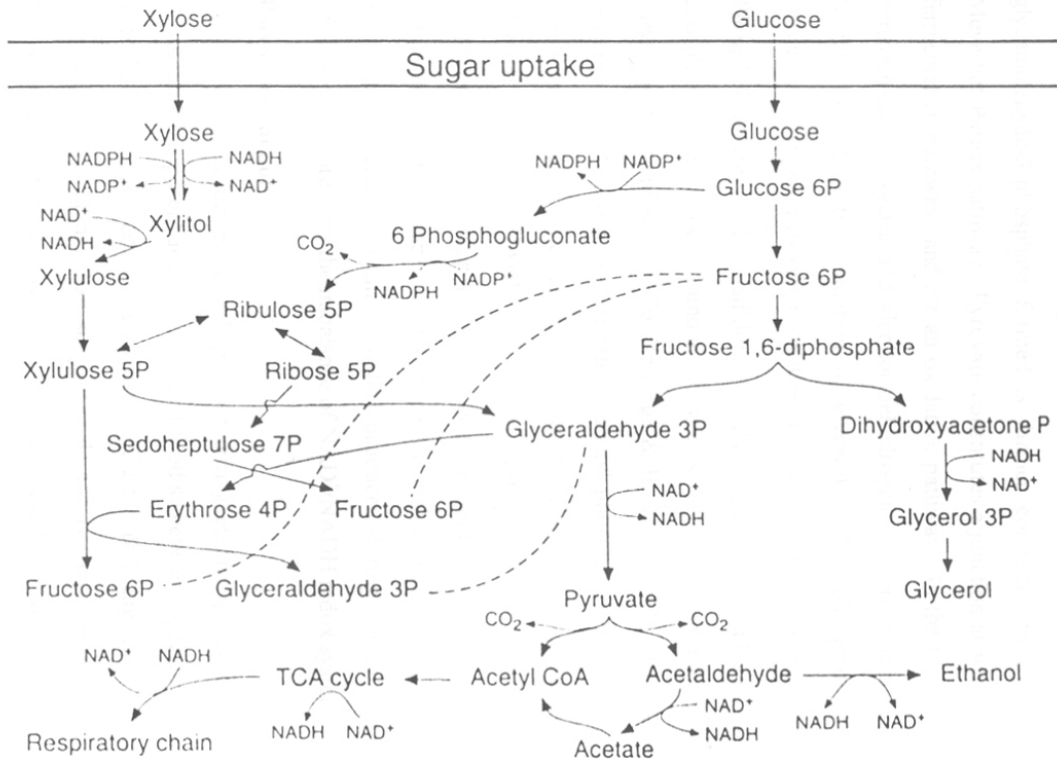 Xylose Glucose
Sugar uptake
Xylose Glucose
NADPH NADH NADPH NADP⁺
NADP⁺ NAD⁺ Glucose 6P
NAD⁺ Xylitol
NADH 6 Phosphogluconate
CO₂
Xylulose NADPH NADP⁺ Fructose 6P
Ribulose 5P
Fructose 1,6-diphosphate
Xylulose 5P Ribose 5P
Sedoheptulose 7P Glyceraldehyde 3P Dihydroxyacetone P
NADH
NAD⁺
NAD⁺
NADH
Erythrose 4P Fructose 6P Glycerol 3P
Fructose 6P Glyceraldehyde 3P Glycerol
Pyruvate
CO₂ CO₂
NAD⁺ NADH
TCA cycle Acetyl CoA Acetaldehyde Ethanol
NAD⁺
NADH NAD⁺ NADH NADH NAD⁺
Respiratory chain Acetate